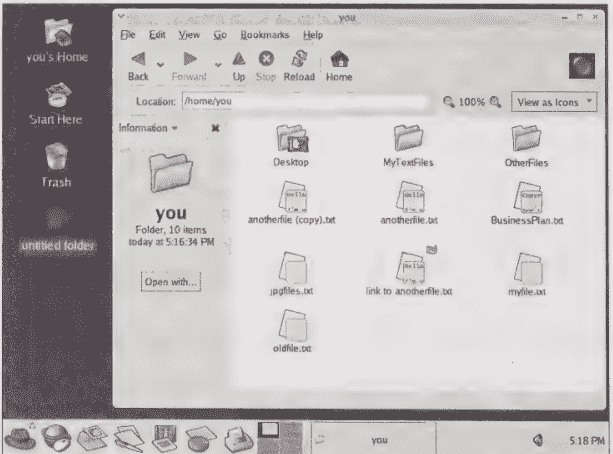 you
File Edit View Go Bookmarks Help
Back Forward Up Stop Reload Home
Location: /home/you 100% View as Icons
Information
you
Folder, 10 items
today at 5:16:34 PM
Open with...
Desktop MyTextFiles OtherFiles
anotherfile (copy).txt anotherfile.txt BusinessPlan.txt
jpgfiles.txt link to anotherfile.txt myfile.txt
oldfile.txt
you's Home
Start Here
Trash
untitled folder
you 5:18 PM